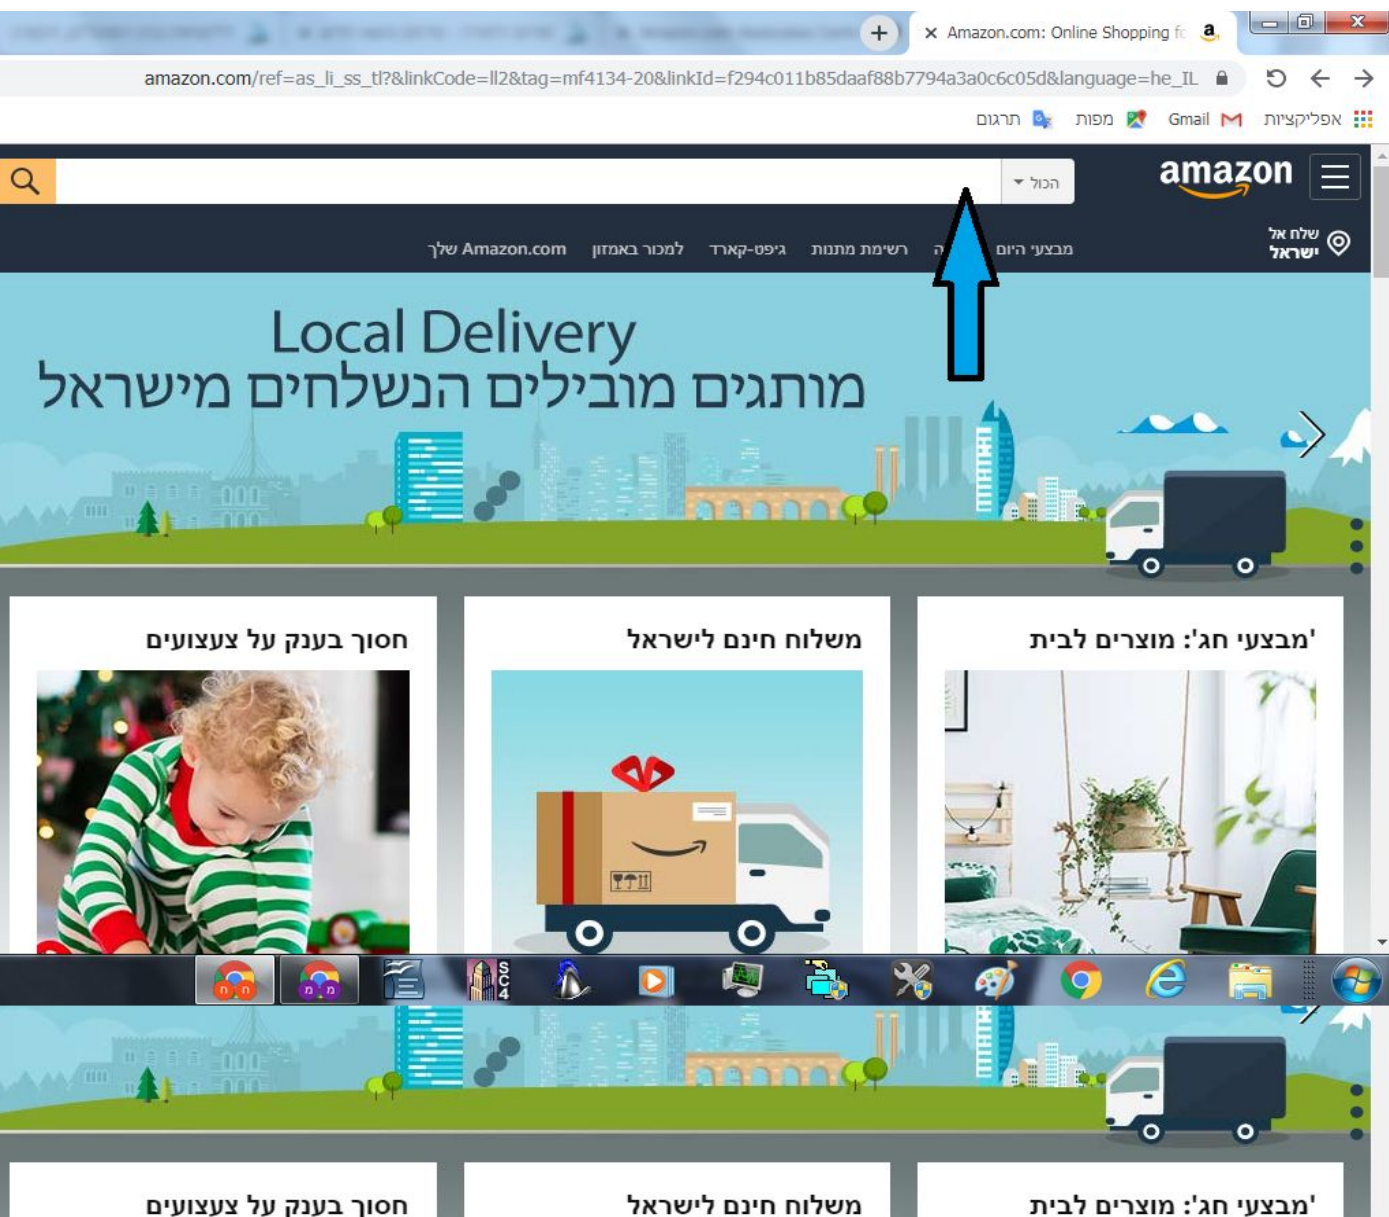 Amazon.com: Online Shopping fo
amazon.com/ref=as_li_ss_tl?&linkCode=ll2&tag=mf4134-20&linkId=f294c011b85daaf88b7794a3a0c6c05d&language=he_IL
אפליקציות Gmail מפות תרגום
amazon
הכול
שלח אל
ישראל
מבצעי היום
רשימת מתנות גיפט-קארד למכור באמזון Amazon.com שלך
Local Delivery
מותגים מובילים הנשלחים מישראל
'מבצעי חג': מוצרים לבית
משלוח חינם לישראל
חסוך בענק על צעצועים
SC4
מ מ
ח ח
'מבצעי חג': מוצרים לבית
משלוח חינם לישראל
חסוך בענק על צעצועים